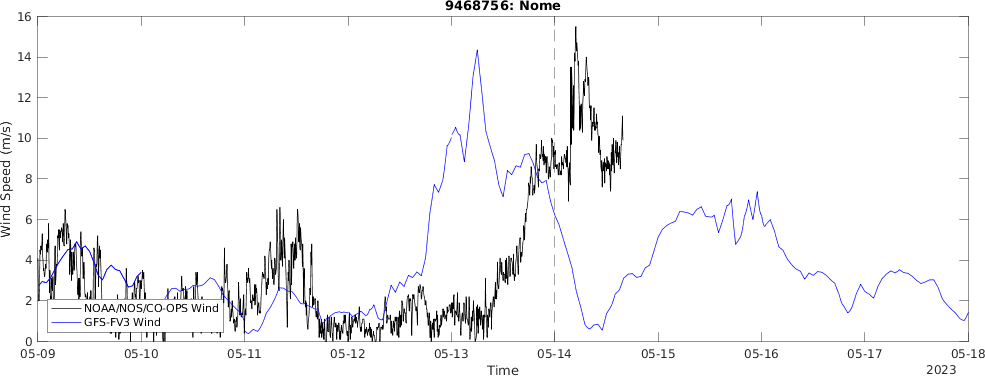 9468756: Nome
Wind Speed (m/s)
16
14
12
10
8
6
4
2
0
NOAA/NOS/CO-OPS Wind
GFS-FV3 Wind
05-09 05-10 05-11 05-12 05-13 05-14 05-15 05-16 05-17 05-18
Time
2023